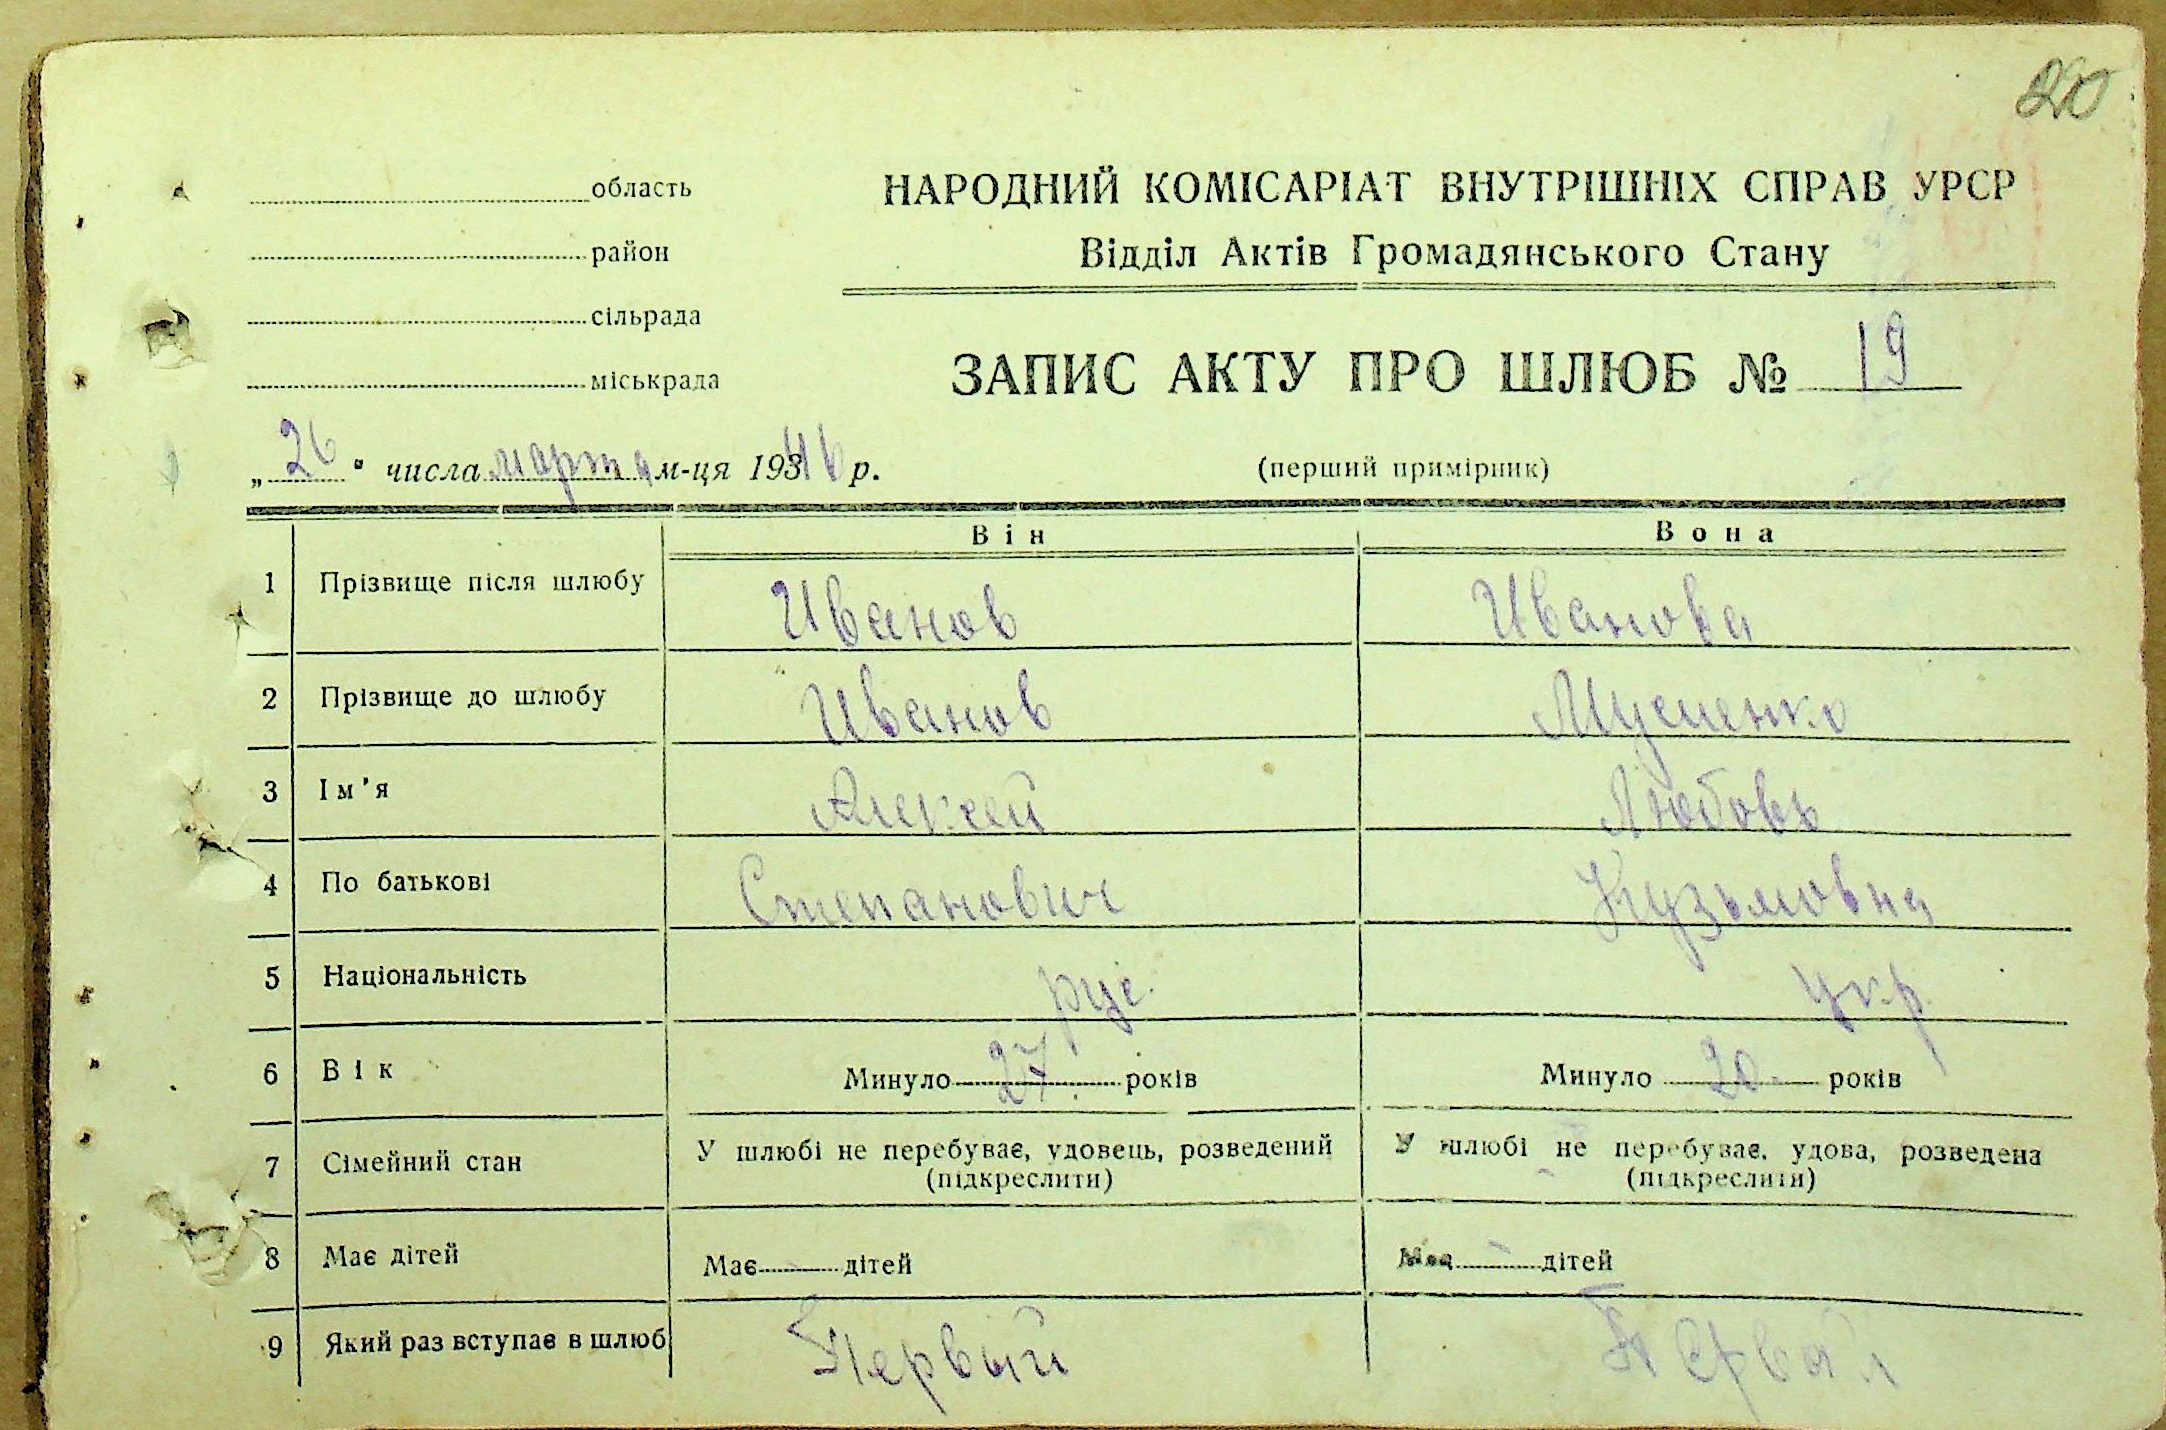 20
область
район
сільрада
міськрада
НАРОДНИЙ КОМІСАРІАТ ВНУТРІШНІХ СПРАВ УРСР
Відділ Актів Громадянського Стану
ЗАПИС АКТУ ПРО ШЛЮБ № 19
„26" числа марта м-ця 1946 р.
(перший примірник)
Він Вона
1 Прізвище після шлюбу Иванов Иванова
2 Прізвище до шлюбу Иванов
3 Ім'я Алексей Любовь
4 По батькові Степанович Кузьмовна
5 Національність рус. укр.
6 Вік Минуло 27. років Минуло 20. років
7 Сімейний стан У шлюбі не перебуває, удовець, розведений У шлюбі не перебуває, удова, розведена
(підкреслити) (підкреслити)
8 Має дітей Має - дітей Має - дітей
9 Який раз вступає в шлюб Первый Первая